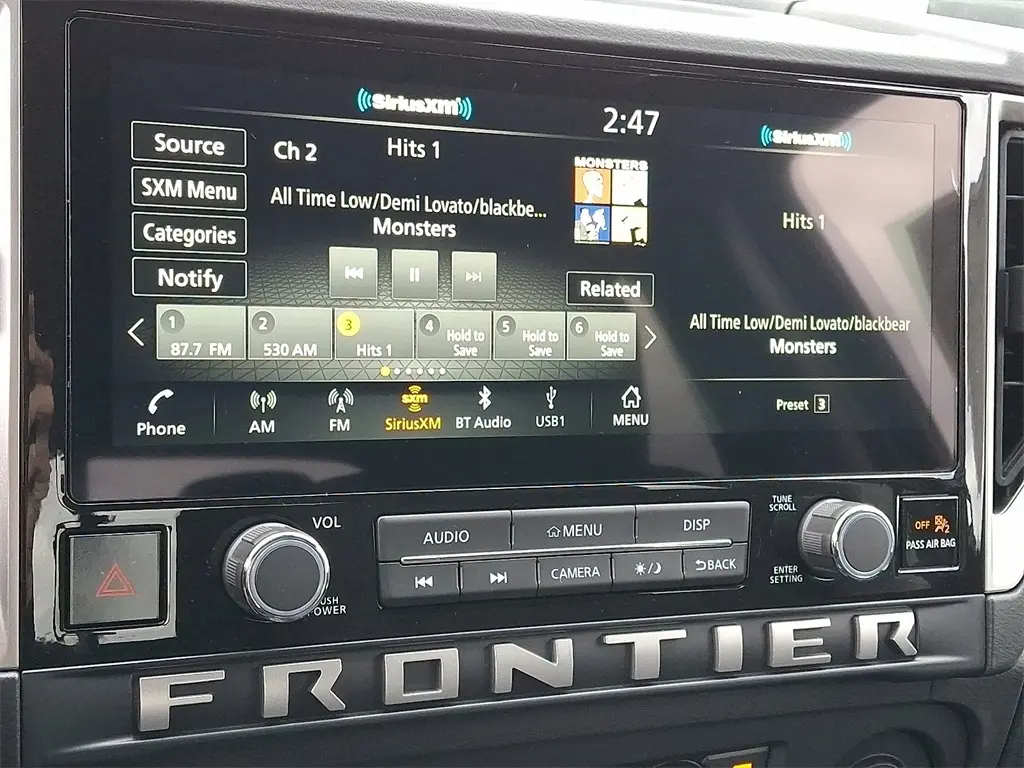 SiriusXM
2:47
SiriusXM
Source
Ch 2
Hits 1
MONSTERS
SXM Menu
All Time Low/Demi Lovato/blackbe...
Monsters
Hits 1
Categories
Notify
Related
1
87.7 FM
2
530 AM
3
Hits 1
4
Hold to
Save
5
Hold to
Save
6
Hold to
Save
All Time Low/Demi Lovato/blackbear
Monsters
Preset 3
Phone
AM
FM
sxm
SiriusXM
BT Audio
USB1
MENU
VOL
PUSH
POWER
AUDIO
MENU
DISP
CAMERA
BACK
TUNE
SCROLL
ENTER
SETTING
OFF
2
PASS AIR BAG
FRONTIER